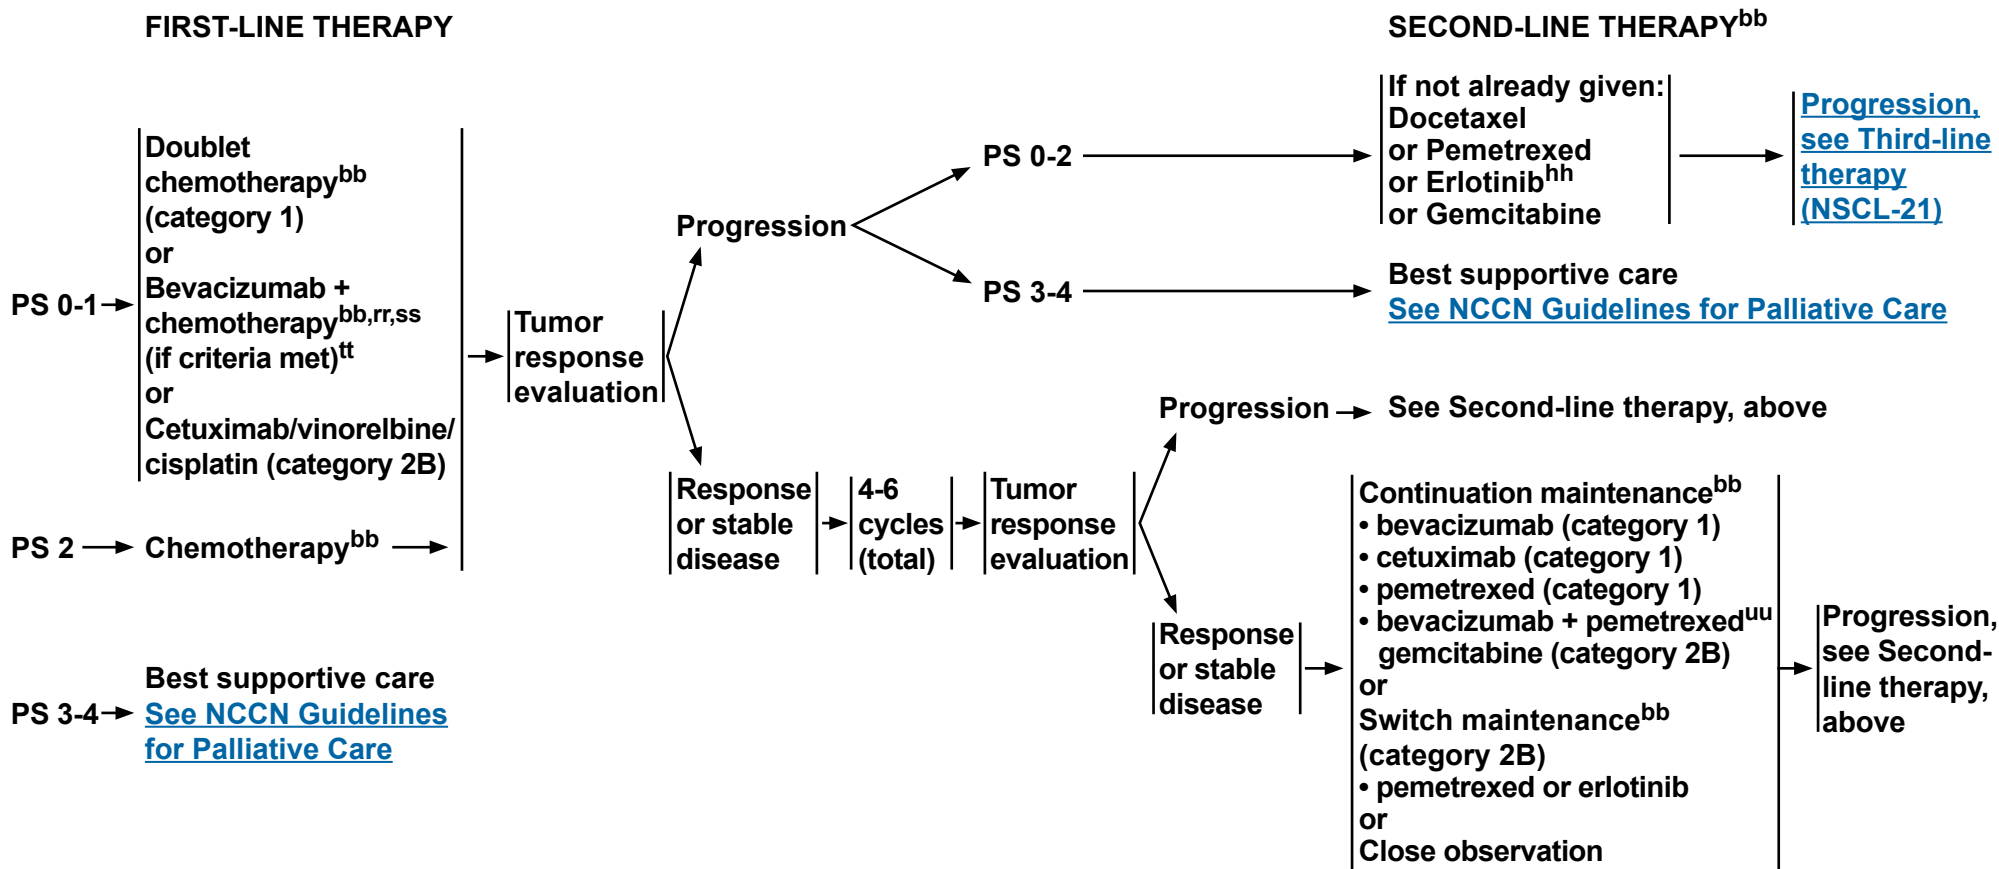 FIRST-LINE THERAPY
SECOND-LINE THERAPYbb
PS 0-1
Doublet
chemotherapybb
(category 1)
or
Bevacizumab +
chemotherapybb,rr,ss
(if criteria met)tt
or
Cetuximab/vinorelbine/
cisplatin (category 2B)
PS 2
Chemotherapybb
PS 3-4
Best supportive care
See NCCN Guidelines
for Palliative Care
Tumor
response
evaluation
Progression
PS 0-2
If not already given:
Docetaxel
or Pemetrexed
or Erlotinibhh
or Gemcitabine
Progression,
see Third-line
therapy
(NSCL-21)
PS 3-4
Best supportive care
See NCCN Guidelines for Palliative Care
Response
or stable
disease
4-6
cycles
(total)
Tumor
response
evaluation
Progression
See Second-line therapy, above
Response
or stable
disease
Continuation maintenancebb
• bevacizumab (category 1)
• cetuximab (category 1)
• pemetrexed (category 1)
• bevacizumab + pemetrexeduu
gemcitabine (category 2B)
or
Switch maintenancebb
(category 2B)
• pemetrexed or erlotinib
or
Close observation
Progression,
see Second-
line therapy,
above